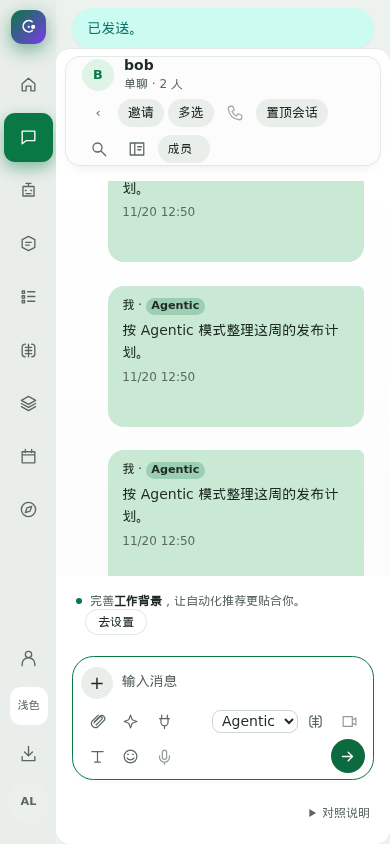 已发送。
B
bob
单聊 · 2 人
‹ 邀请 多选 置顶会话
成员
划。
11/20 12:50
我 · Agentic
按 Agentic 模式整理这周的发布计
划。
11/20 12:50
我 · Agentic
按 Agentic 模式整理这周的发布计
划。
11/20 12:50
完善工作背景，让自动化推荐更贴合你。
去设置
+ 输入消息
Agentic
浅色
AL
▶ 对照说明